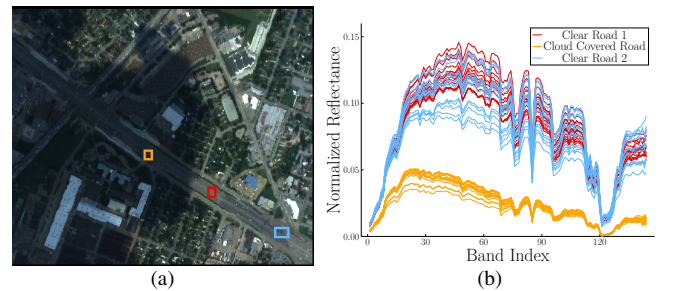 Clear Road 1
Cloud Covered Road
Clear Road 2
Normalized Reflectance
0.15
0.10
0.05
0.00
1
30
60
90
120
Band Index
(a)
(b)